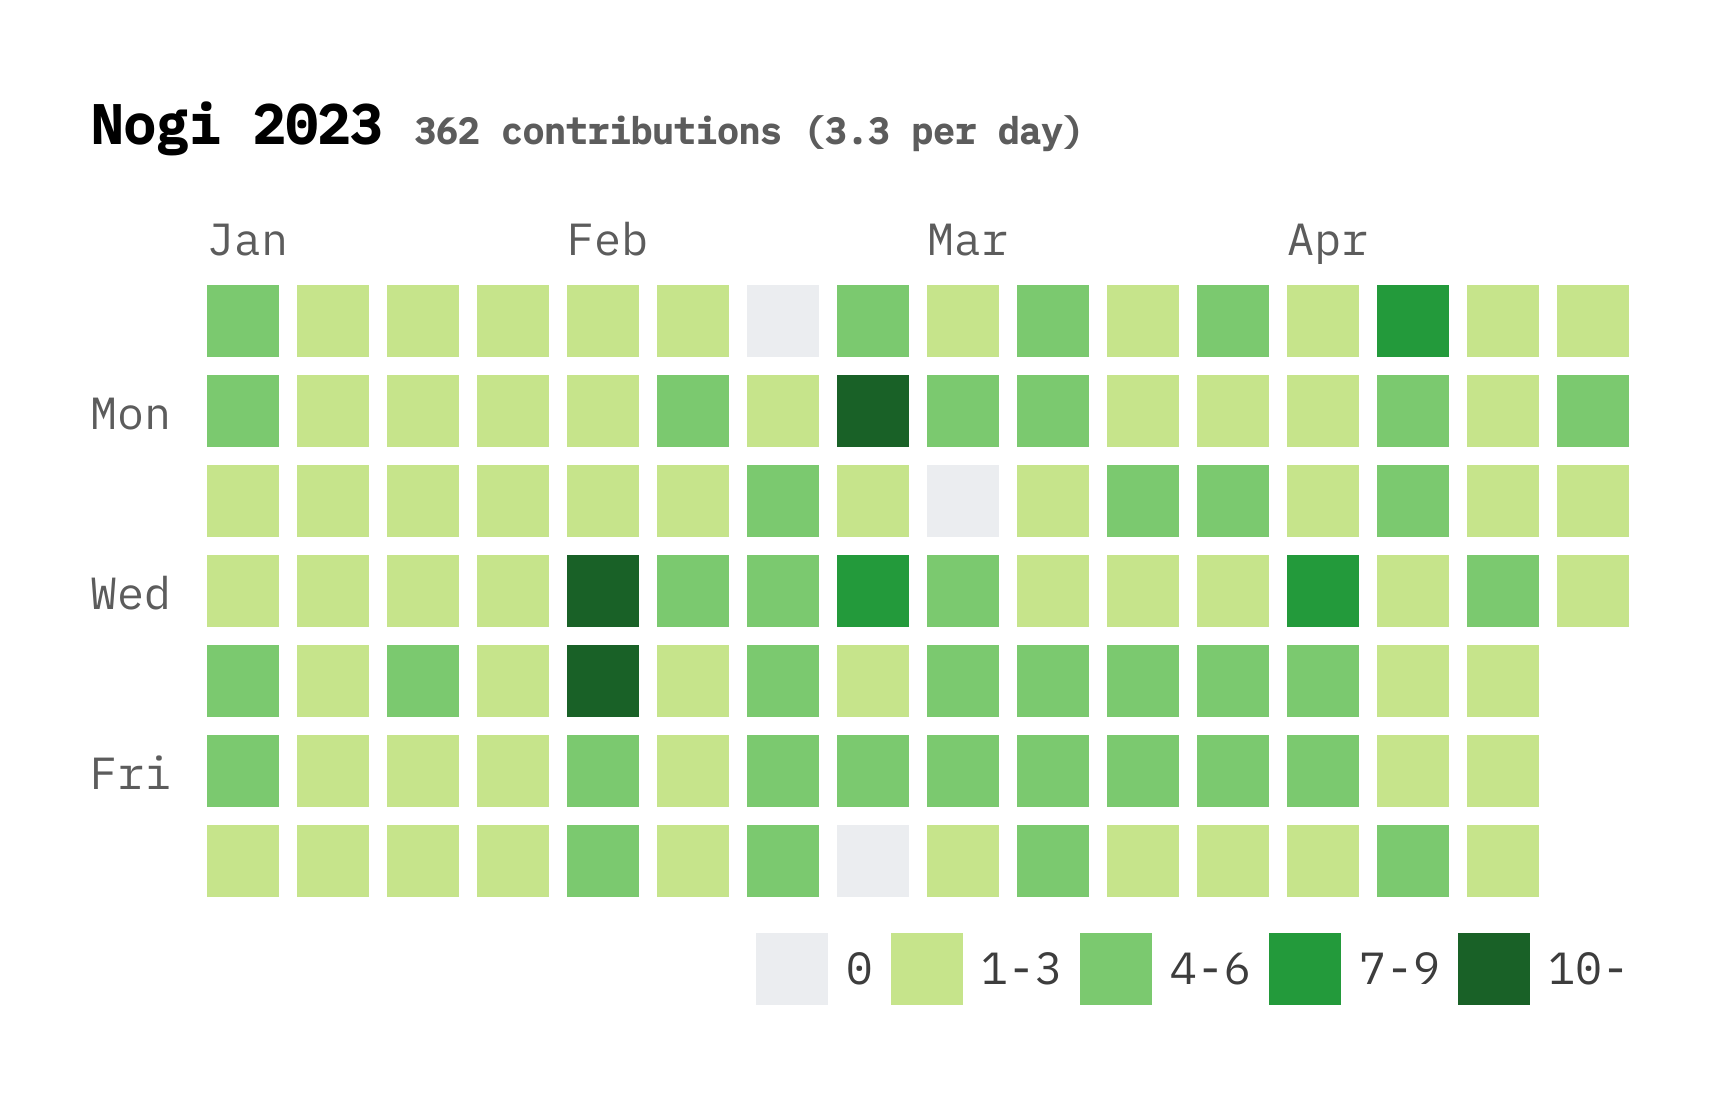 Nogi 2023 362 contributions (3.3 per day)
Jan Feb Mar Apr
Mon
Wed
Fri
0 1-3 4-6 7-9 10-